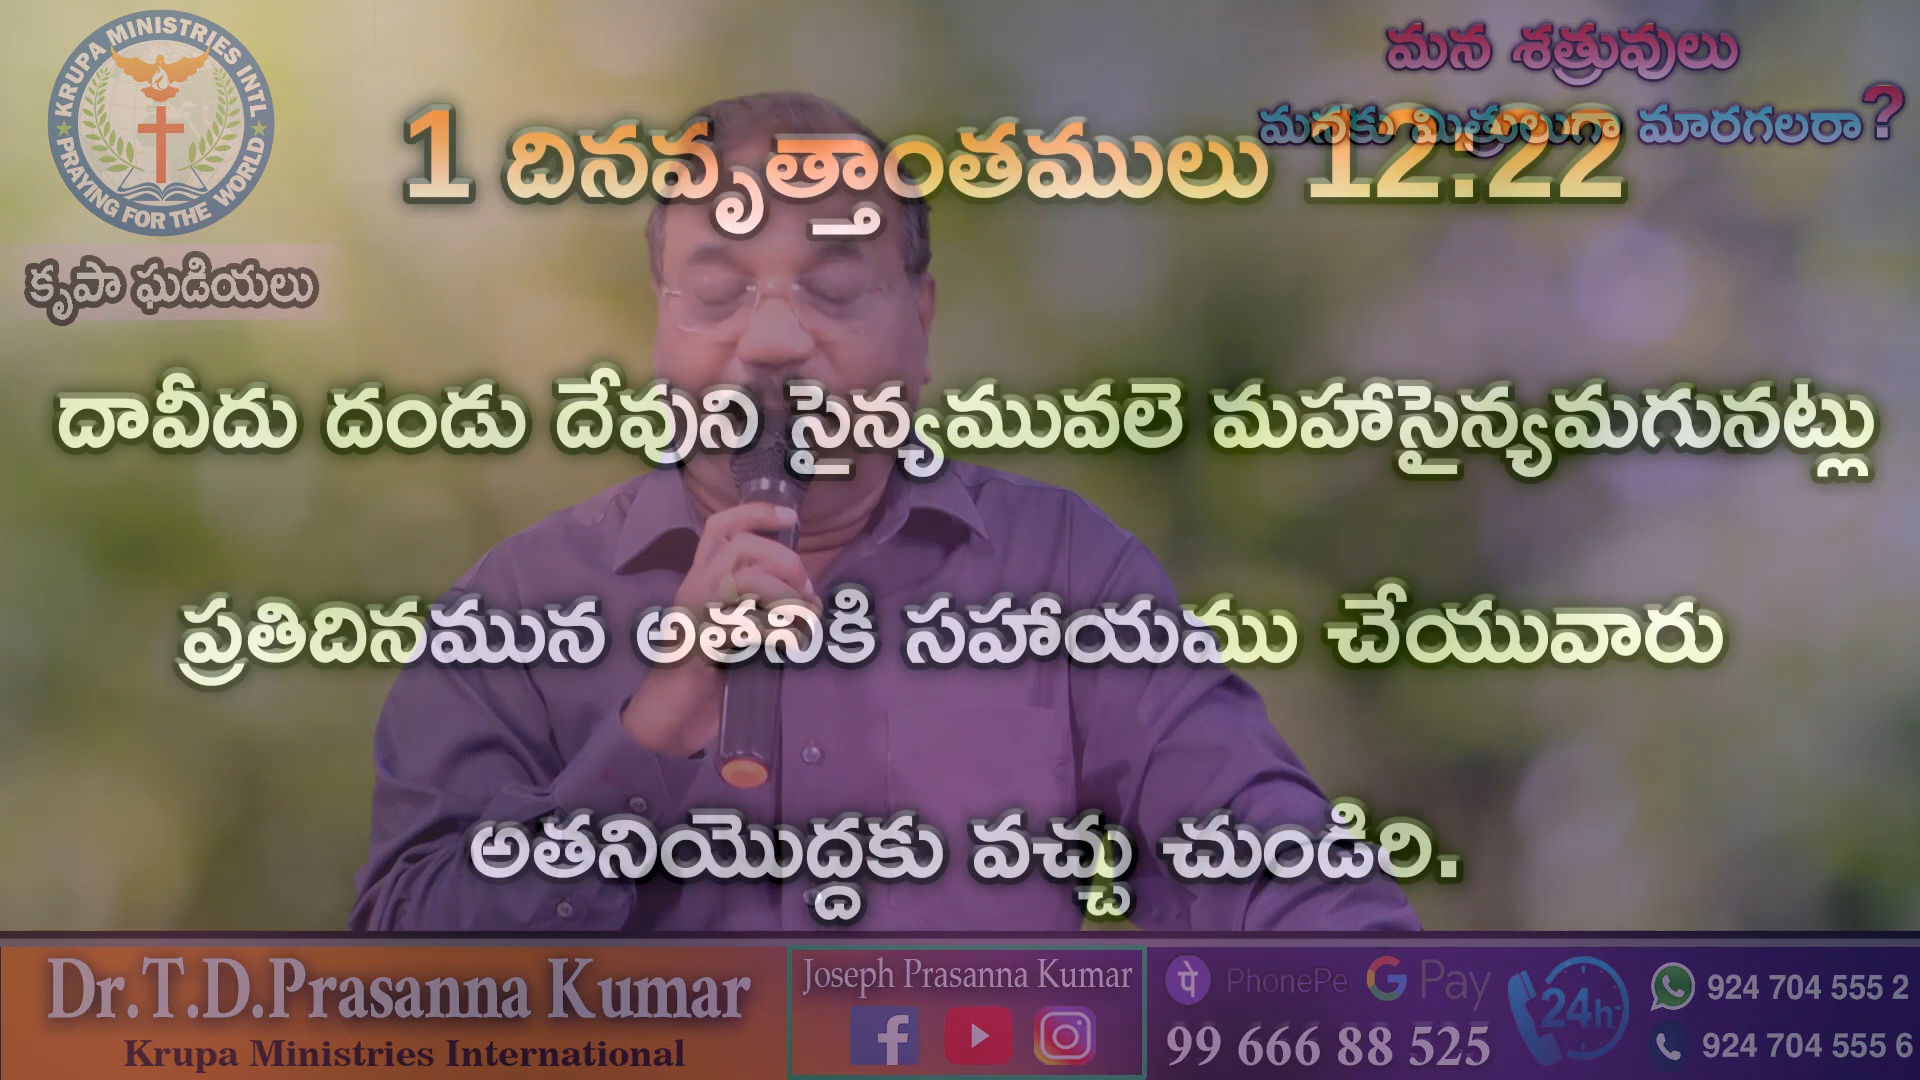 KRUPA MINISTRIES INTL
PRAYING FOR THE WORLD
కృపా ఘడియలు
మన శత్రువులు
మనకు మిత్రులుగా మారగలరా?
1 దినవృత్తాంతములు 12:22
దావీదు దండు దేవుని సైన్యమువలె మహాసైన్యమగునట్లు
ప్రతిదినమున అతనికి సహాయము చేయువారు
అతనియొద్దకు వచ్చు చుండిరి.
Dr.T.D.Prasanna Kumar
Krupa Ministries International
Joseph Prasanna Kumar
पे PhonePe G Pay
99 666 88 525
24hr
924 704 555 2
924 704 555 6